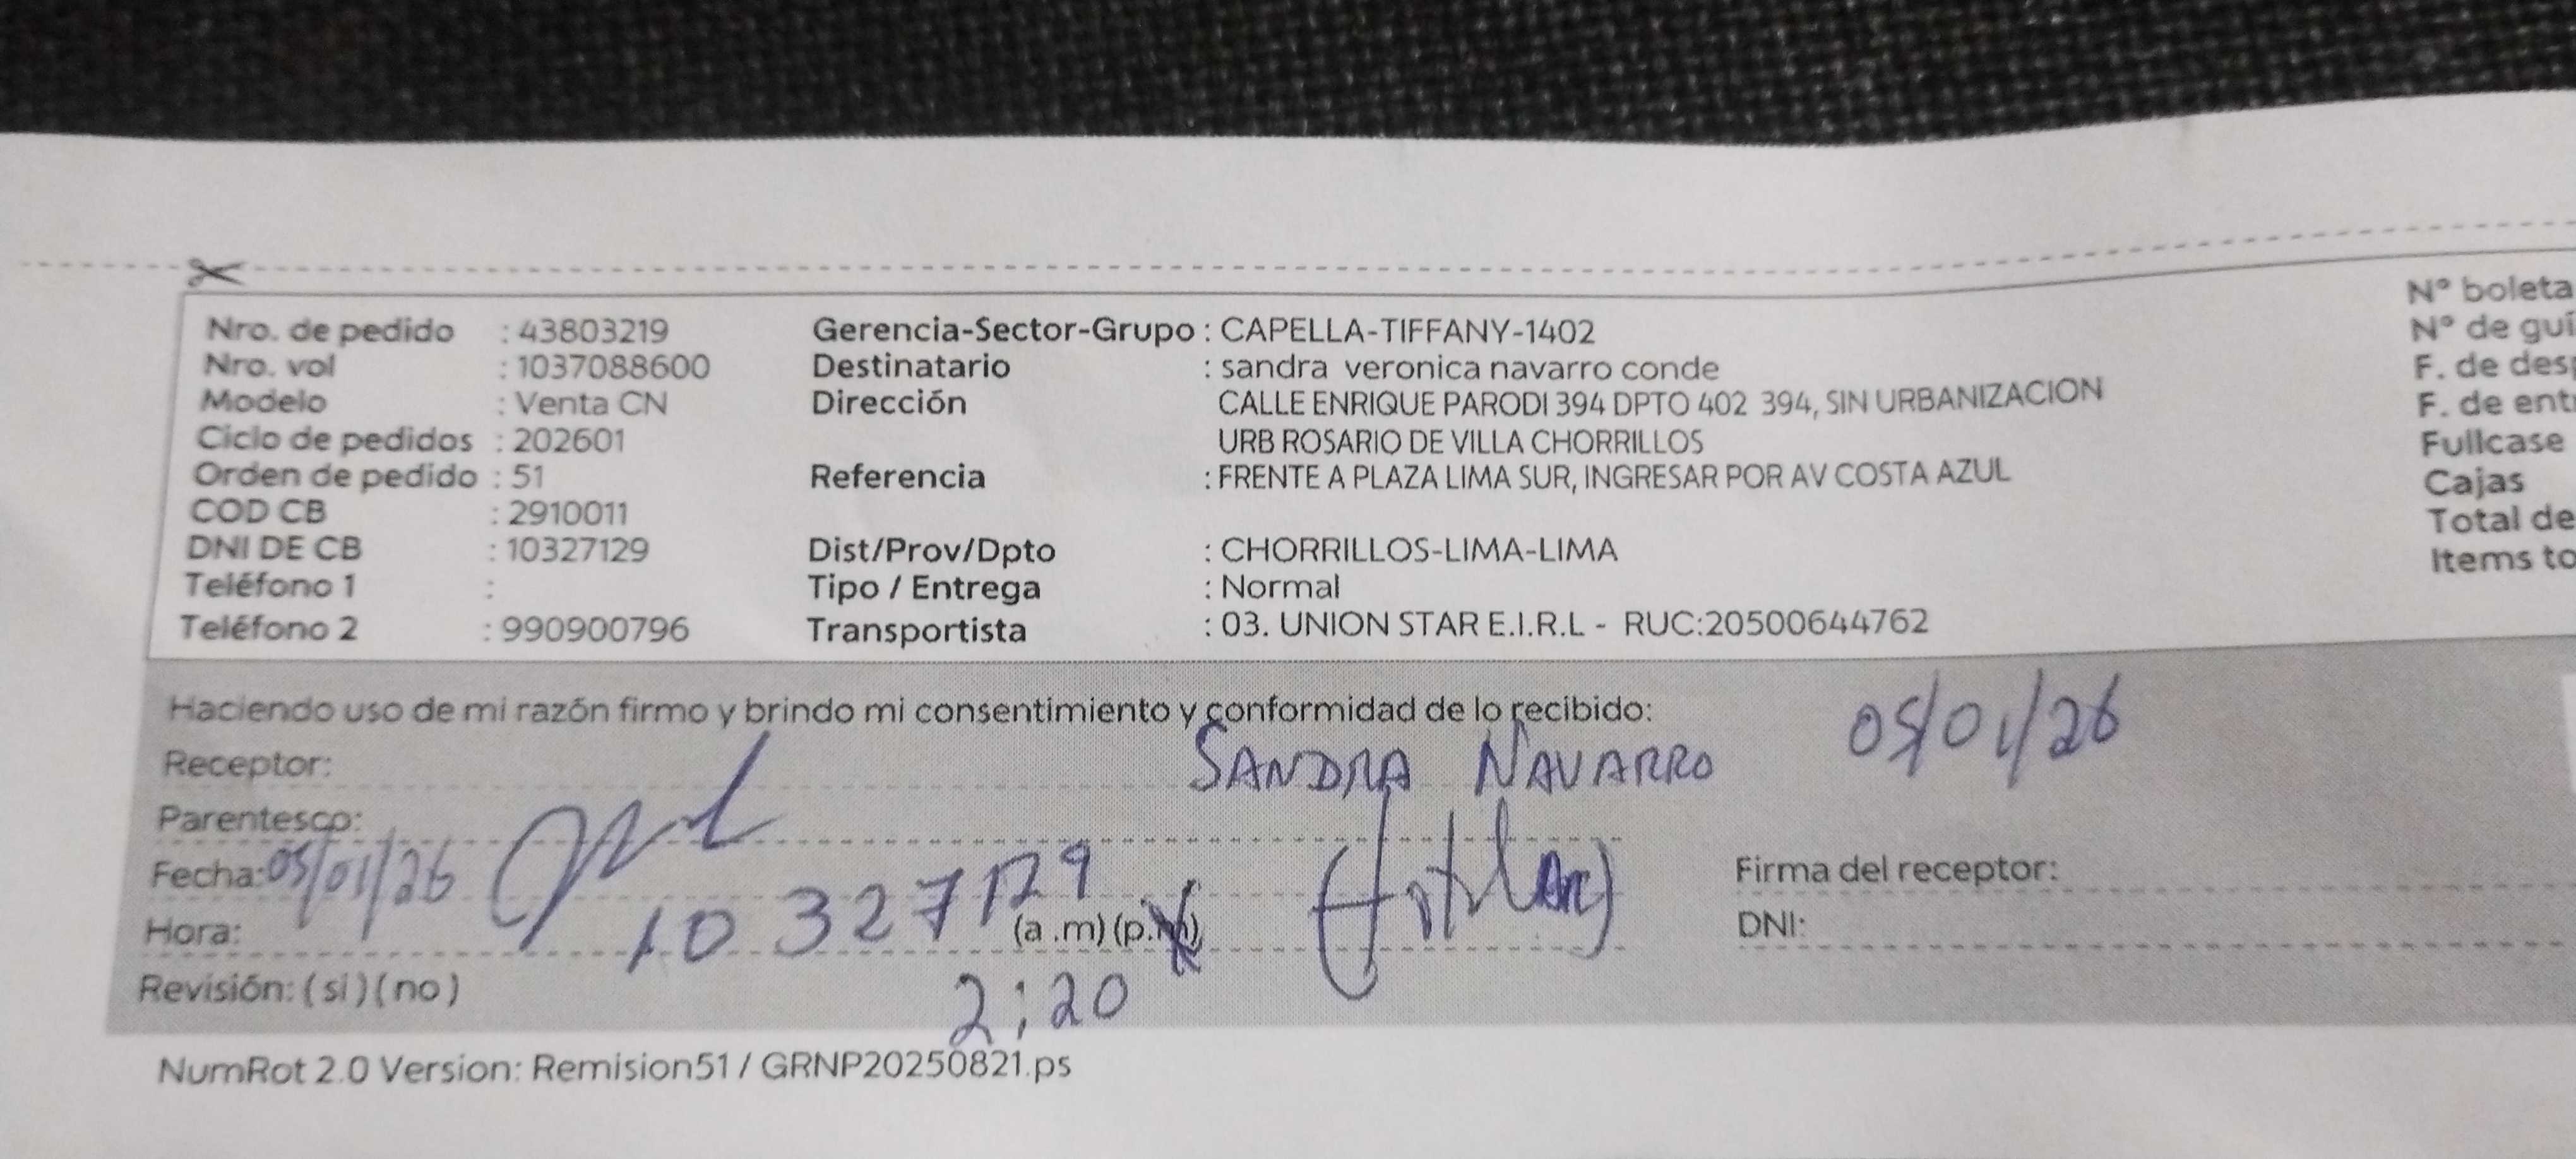 Nro. de pedido : 43803219
Nro. vol : 1037088600
Modelo : Venta CN
Ciclo de pedidos : 202601
Orden de pedido : 51
COD CB : 2910011
DNI DE CB : 10327129
Teléfono 1 :
Teléfono 2 : 990900796
Gerencia-Sector-Grupo : CAPELLA-TIFFANY-1402
Destinatario : sandra veronica navarro conde
Dirección CALLE ENRIQUE PARODI 394 DPTO 402 394, SIN URBANIZACION
URB ROSARIO DE VILLA CHORRILLOS
Referencia : FRENTE A PLAZA LIMA SUR, INGRESAR POR AV COSTA AZUL
Dist/Prov/Dpto : CHORRILLOS-LIMA-LIMA
Tipo / Entrega : Normal
Transportista : 03. UNION STAR E.I.R.L - RUC:20500644762
N° boleta
N° de guí
F. de des
F. de ent
Fullcase
Cajas
Total de
Items to
Haciendo uso de mi razón firmo y brindo mi consentimiento y conformidad de lo recibido:
05/01/26
Receptor: SANDRA NAVARRO
Parentesco:
Fecha: 05/01/26
10327129
(titular)
Hora: (a .m) (p.m)
2:20
Revisión: ( si ) ( no )
Firma del receptor:
DNI:
NumRot 2.0 Version: Remision51 / GRNP20250821.ps